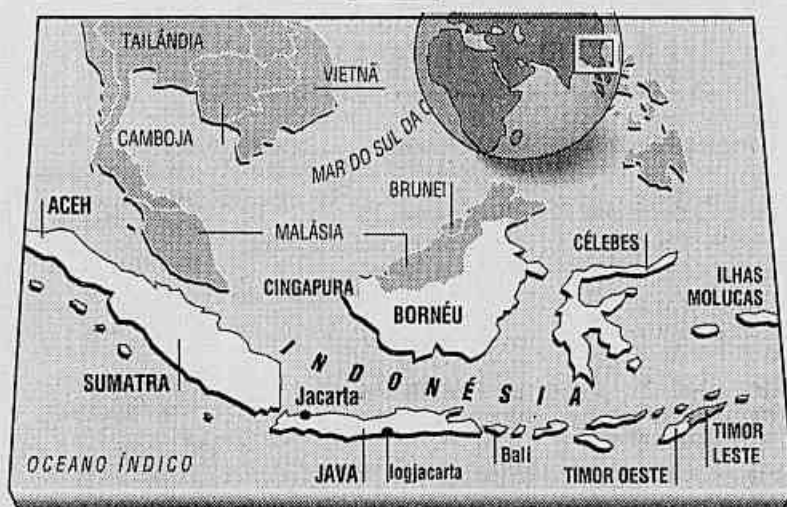 TAILÂNDIA
VIETNÃ
CAMBOJA
MAR DO SUL DA C
BRUNEI
ACEH
MALÁSIA
CÉLEBES
CINGAPURA
ILHAS
MOLUCAS
BORNÉU
SUMATRA
INDONÉSIA
Jacarta
OCEANO ÍNDICO
JAVA
Iogjacarta
Bali
TIMOR OESTE
TIMOR
LESTE